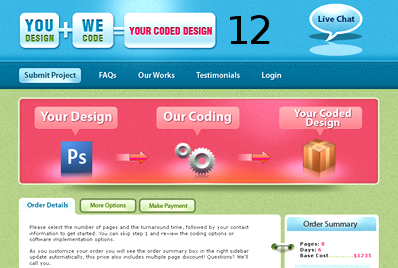 YOU DESIGN + WE CODE = YOUR CODED DESIGN
12
Live Chat
Submit Project FAQs Our Works Testimonials Login
Your Design Our Coding Your Coded Design
Ps
Order Details More Options Make Payment
Please select the number of pages and the turnaround time, followed by your contact
information to get started. You can skip step 1 and review the coding options or
software implementation options.
As you customize your order you will see the order summary box in the right sidebar
update automatically, this price also includes multiple page discount! Questions? We'll
call you.
Order Summary
Pages: 8
Days: 6
Base Cost..........$1235